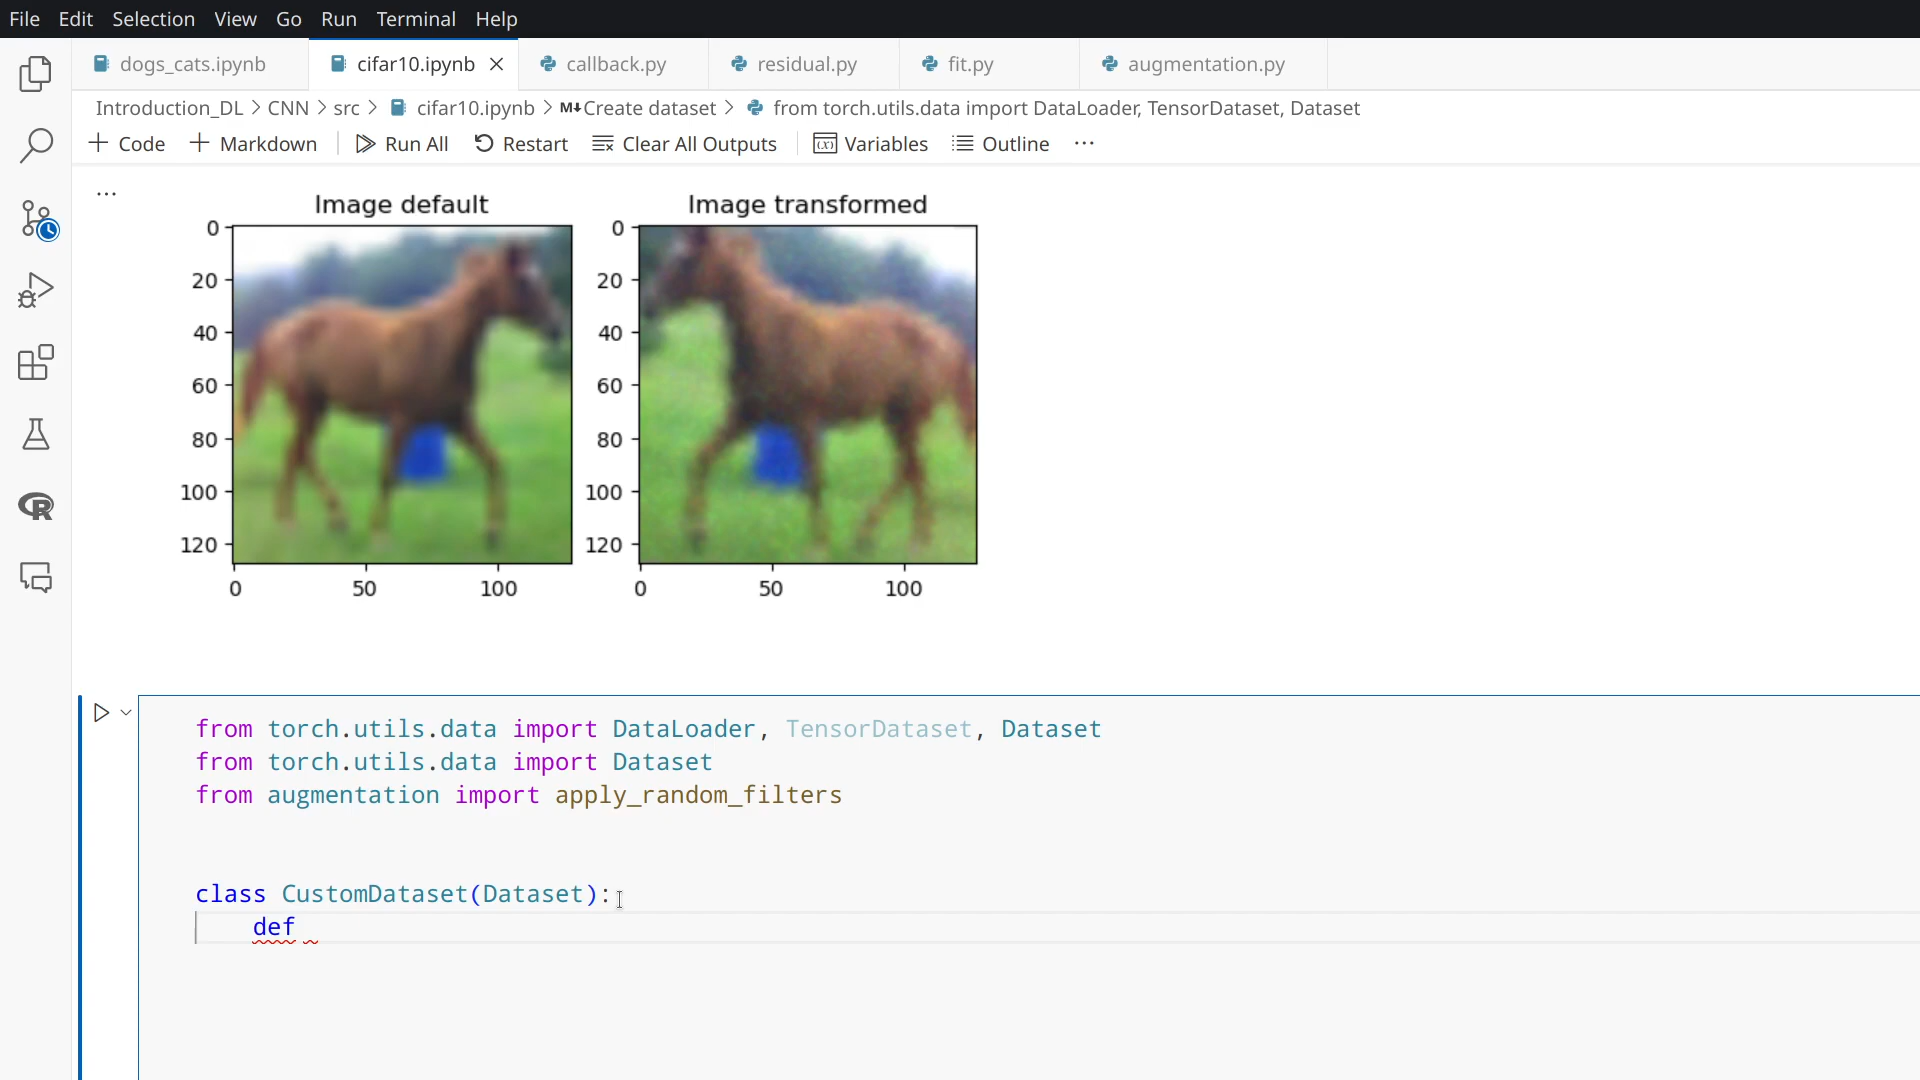 File Edit Selection View Go Run Terminal Help
dogs_cats.ipynb cifar10.ipynb callback.py residual.py fit.py augmentation.py
Introduction_DL > CNN > src > cifar10.ipynb > M↓Create dataset > from torch.utils.data import DataLoader, TensorDataset, Dataset
+ Code + Markdown Run All Restart Clear All Outputs Variables Outline ...
...
Image default Image transformed
0 0
20 20
40 40
60 60
80 80
100 100
120 120
0 50 100 0 50 100
from torch.utils.data import DataLoader, TensorDataset, Dataset
from torch.utils.data import Dataset
from augmentation import apply_random_filters
class CustomDataset(Dataset):
def